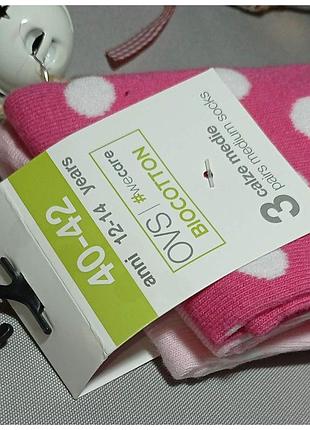 3 calze medie
pairs medium socks
OVS | #wecare
BIOCOTTON
anni 12-14 years
40-42